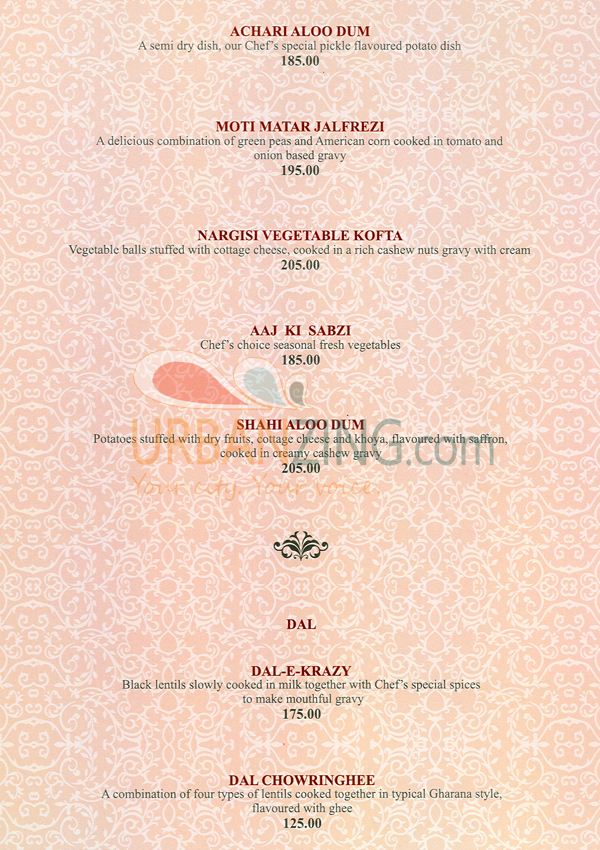 ACHARI ALOO DUM
A semi dry dish, our Chef's special pickle flavoured potato dish
185.00
MOTI MATAR JALFREZI
A delicious combination of green peas and American corn cooked in tomato and
onion based gravy
195.00
NARGISI VEGETABLE KOFTA
Vegetable balls stuffed with cottage cheese, cooked in a rich cashew nuts gravy with cream
205.00
AAJ KI SABZI
Chef's choice seasonal fresh vegetables
185.00
SHAHI ALOO DUM
Potatoes stuffed with dry fruits, cottage cheese and khoya, flavoured with saffron,
cooked in creamy cashew gravy
205.00
URBANZING.com
Your city. Your voice.
DAL
DAL-E-KRAZY
Black lentils slowly cooked in milk together with Chef's special spices
to make mouthful gravy
175.00
DAL CHOWRINGHEE
A combination of four types of lentils cooked together in typical Gharana style,
flavoured with ghee
125.00